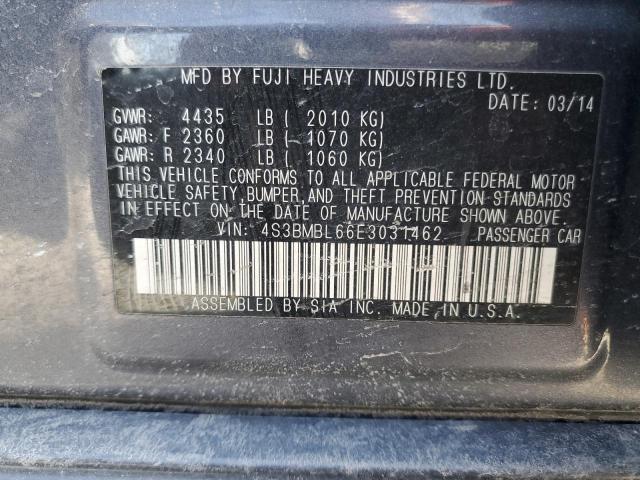 MFD BY FUJI HEAVY INDUSTRIES LTD.
DATE: 03/14
GVWR: 4435 LB ( 2010 KG)
GAWR: F 2360 LB ( 1070 KG)
GAWR: R 2340 LB ( 1060 KG)
THIS VEHICLE CONFORMS TO ALL APPLICABLE FEDERAL MOTOR
VEHICLE SAFETY, BUMPER, AND THEFT PREVENTION STANDARDS
IN EFFECT ON THE DATE OF MANUFACTURE SHOWN ABOVE.
VIN: 4S3BMBL66E3031462 PASSENGER CAR
ASSEMBLED BY SIA INC. MADE IN U.S.A.